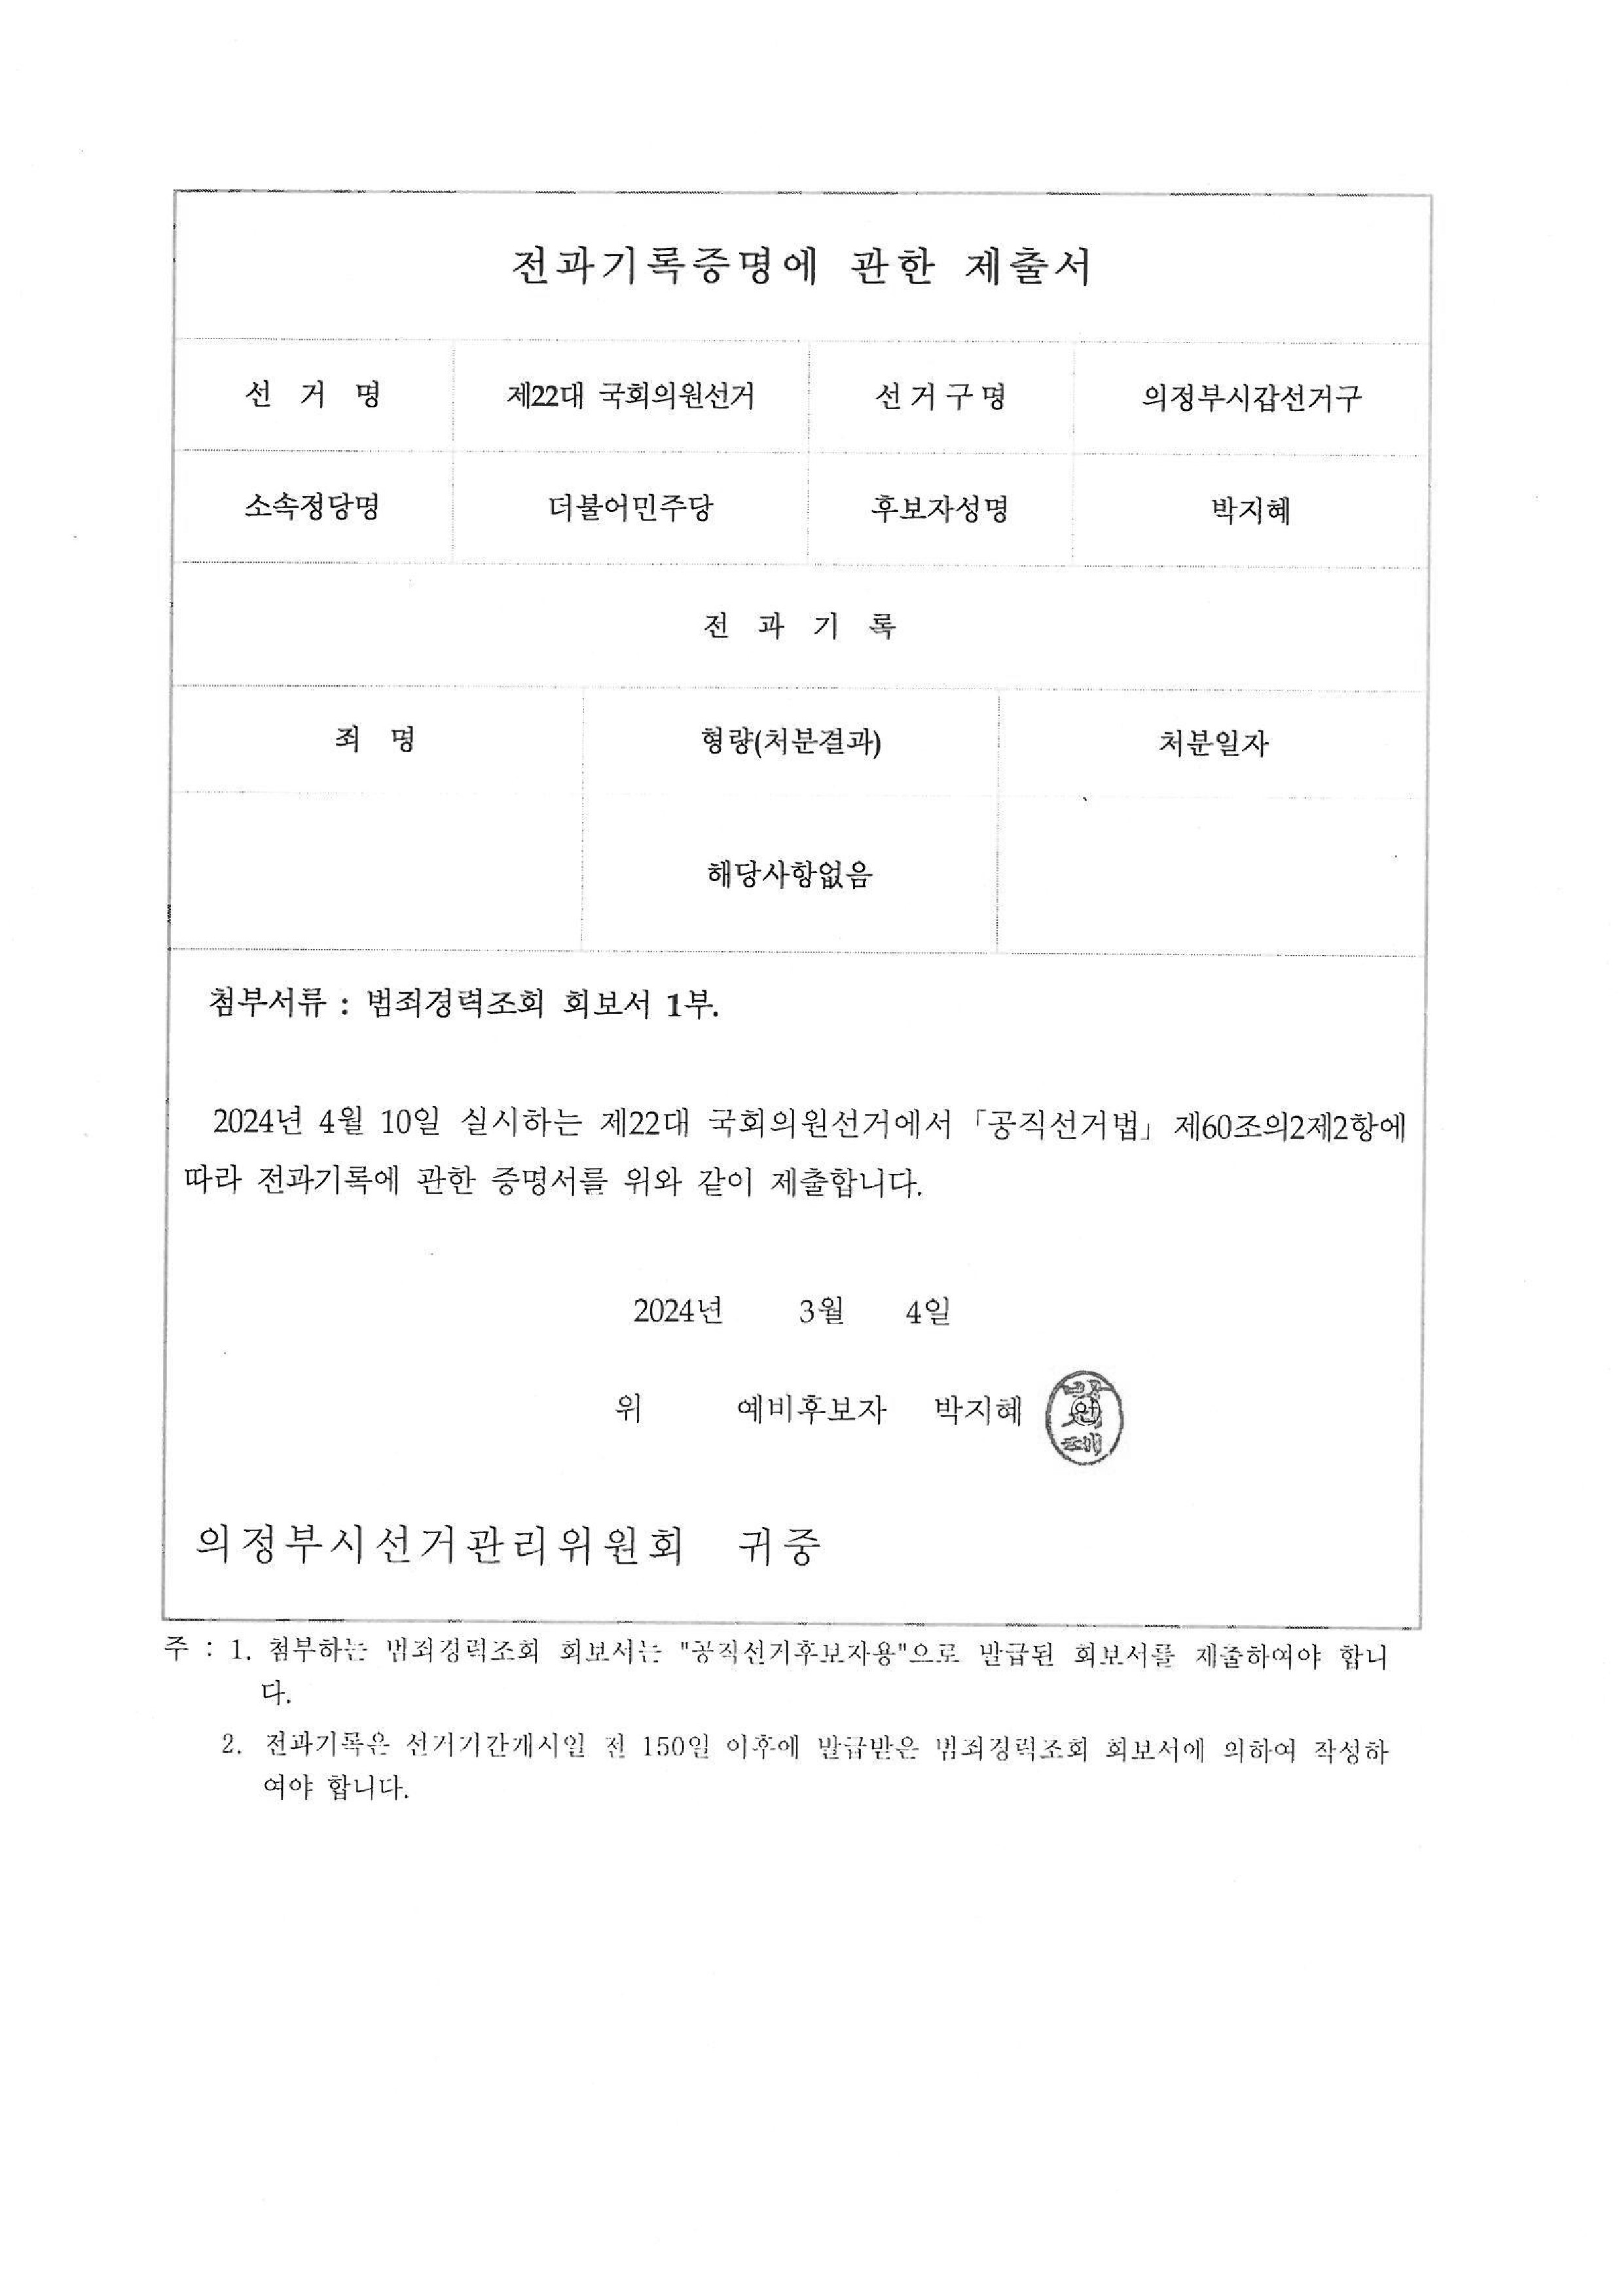 전과기록증명에 관한 제출서
선 거 명 제22대 국회의원선거 선 거 구 명 의정부시갑선거구
소속정당명 더불어민주당 후보자성명 박지혜
전 과 기 록
죄 명 형량(처분결과) 처분일자
해당사항없음
첨부서류 : 범죄경력조회 회보서 1부.
2024년 4월 10일 실시하는 제22대 국회의원선거에서 「공직선거법」 제60조의2제2항에
따라 전과기록에 관한 증명서를 위와 같이 제출합니다.
2024년 3월 4일
위 예비후보자 박지혜 ㊞
의정부시선거관리위원회 귀중
주 : 1. 첨부하는 범죄경력조회 회보서는 "공직선거후보자용"으로 발급된 회보서를 제출하여야 합니
다.
2. 전과기록은 선거기간개시일 전 150일 이후에 발급받은 범죄경력조회 회보서에 의하여 작성하
여야 합니다.